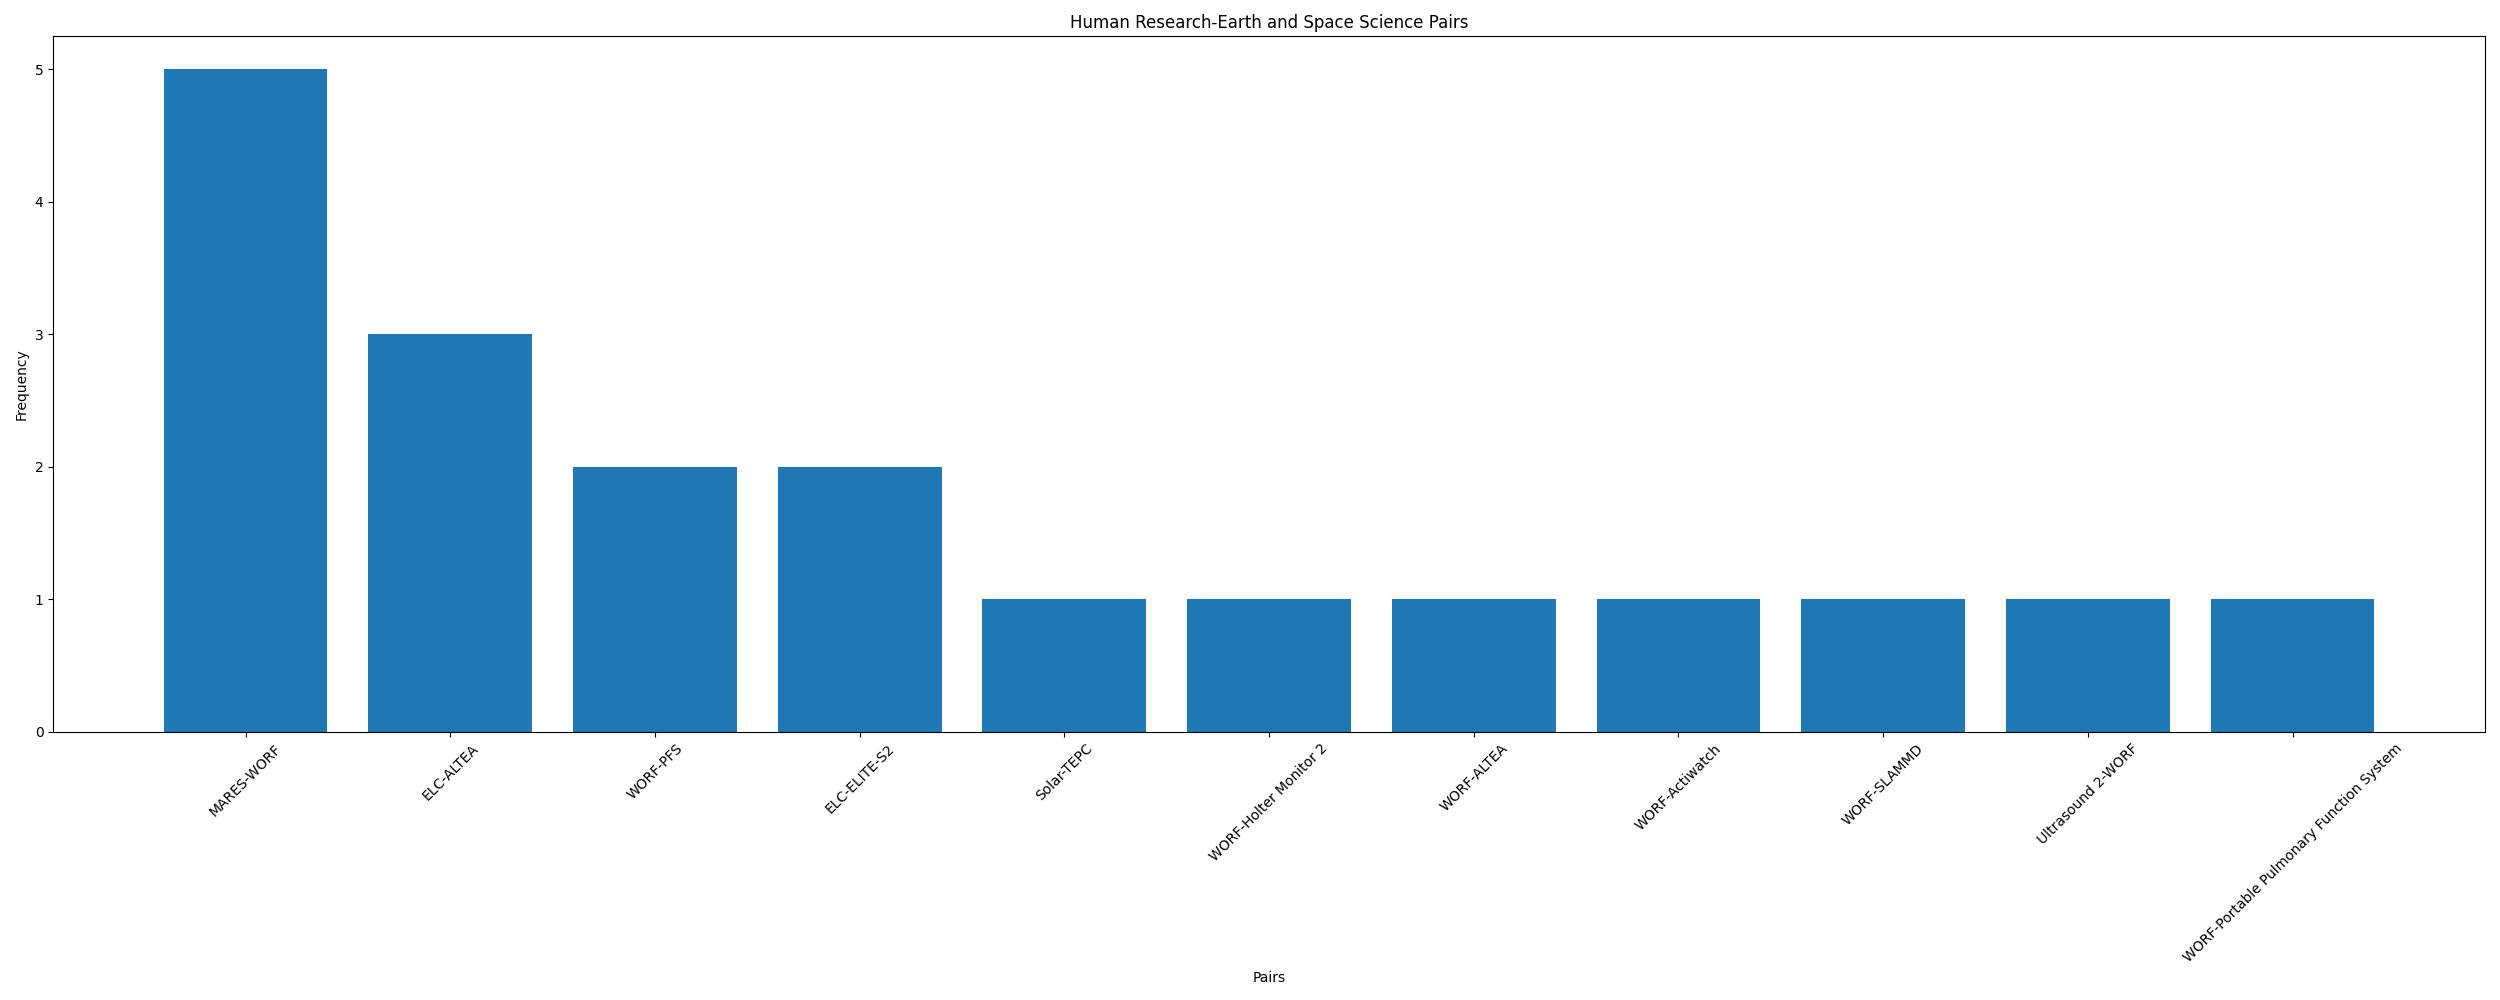 Human Research-Earth and Space Science Pairs
Frequency
5
4
3
2
1
0
MARES-WORF
ELC-ALTEA
WORF-PFS
ELC-ELITE-S2
Solar-TEPC
WORF-Holter Monitor 2
WORF-ALTEA
WORF-Actiwatch
WORF-SLAMMD
Ultrasound 2-WORF
WORF-Portable Pulmonary Function System
Pairs